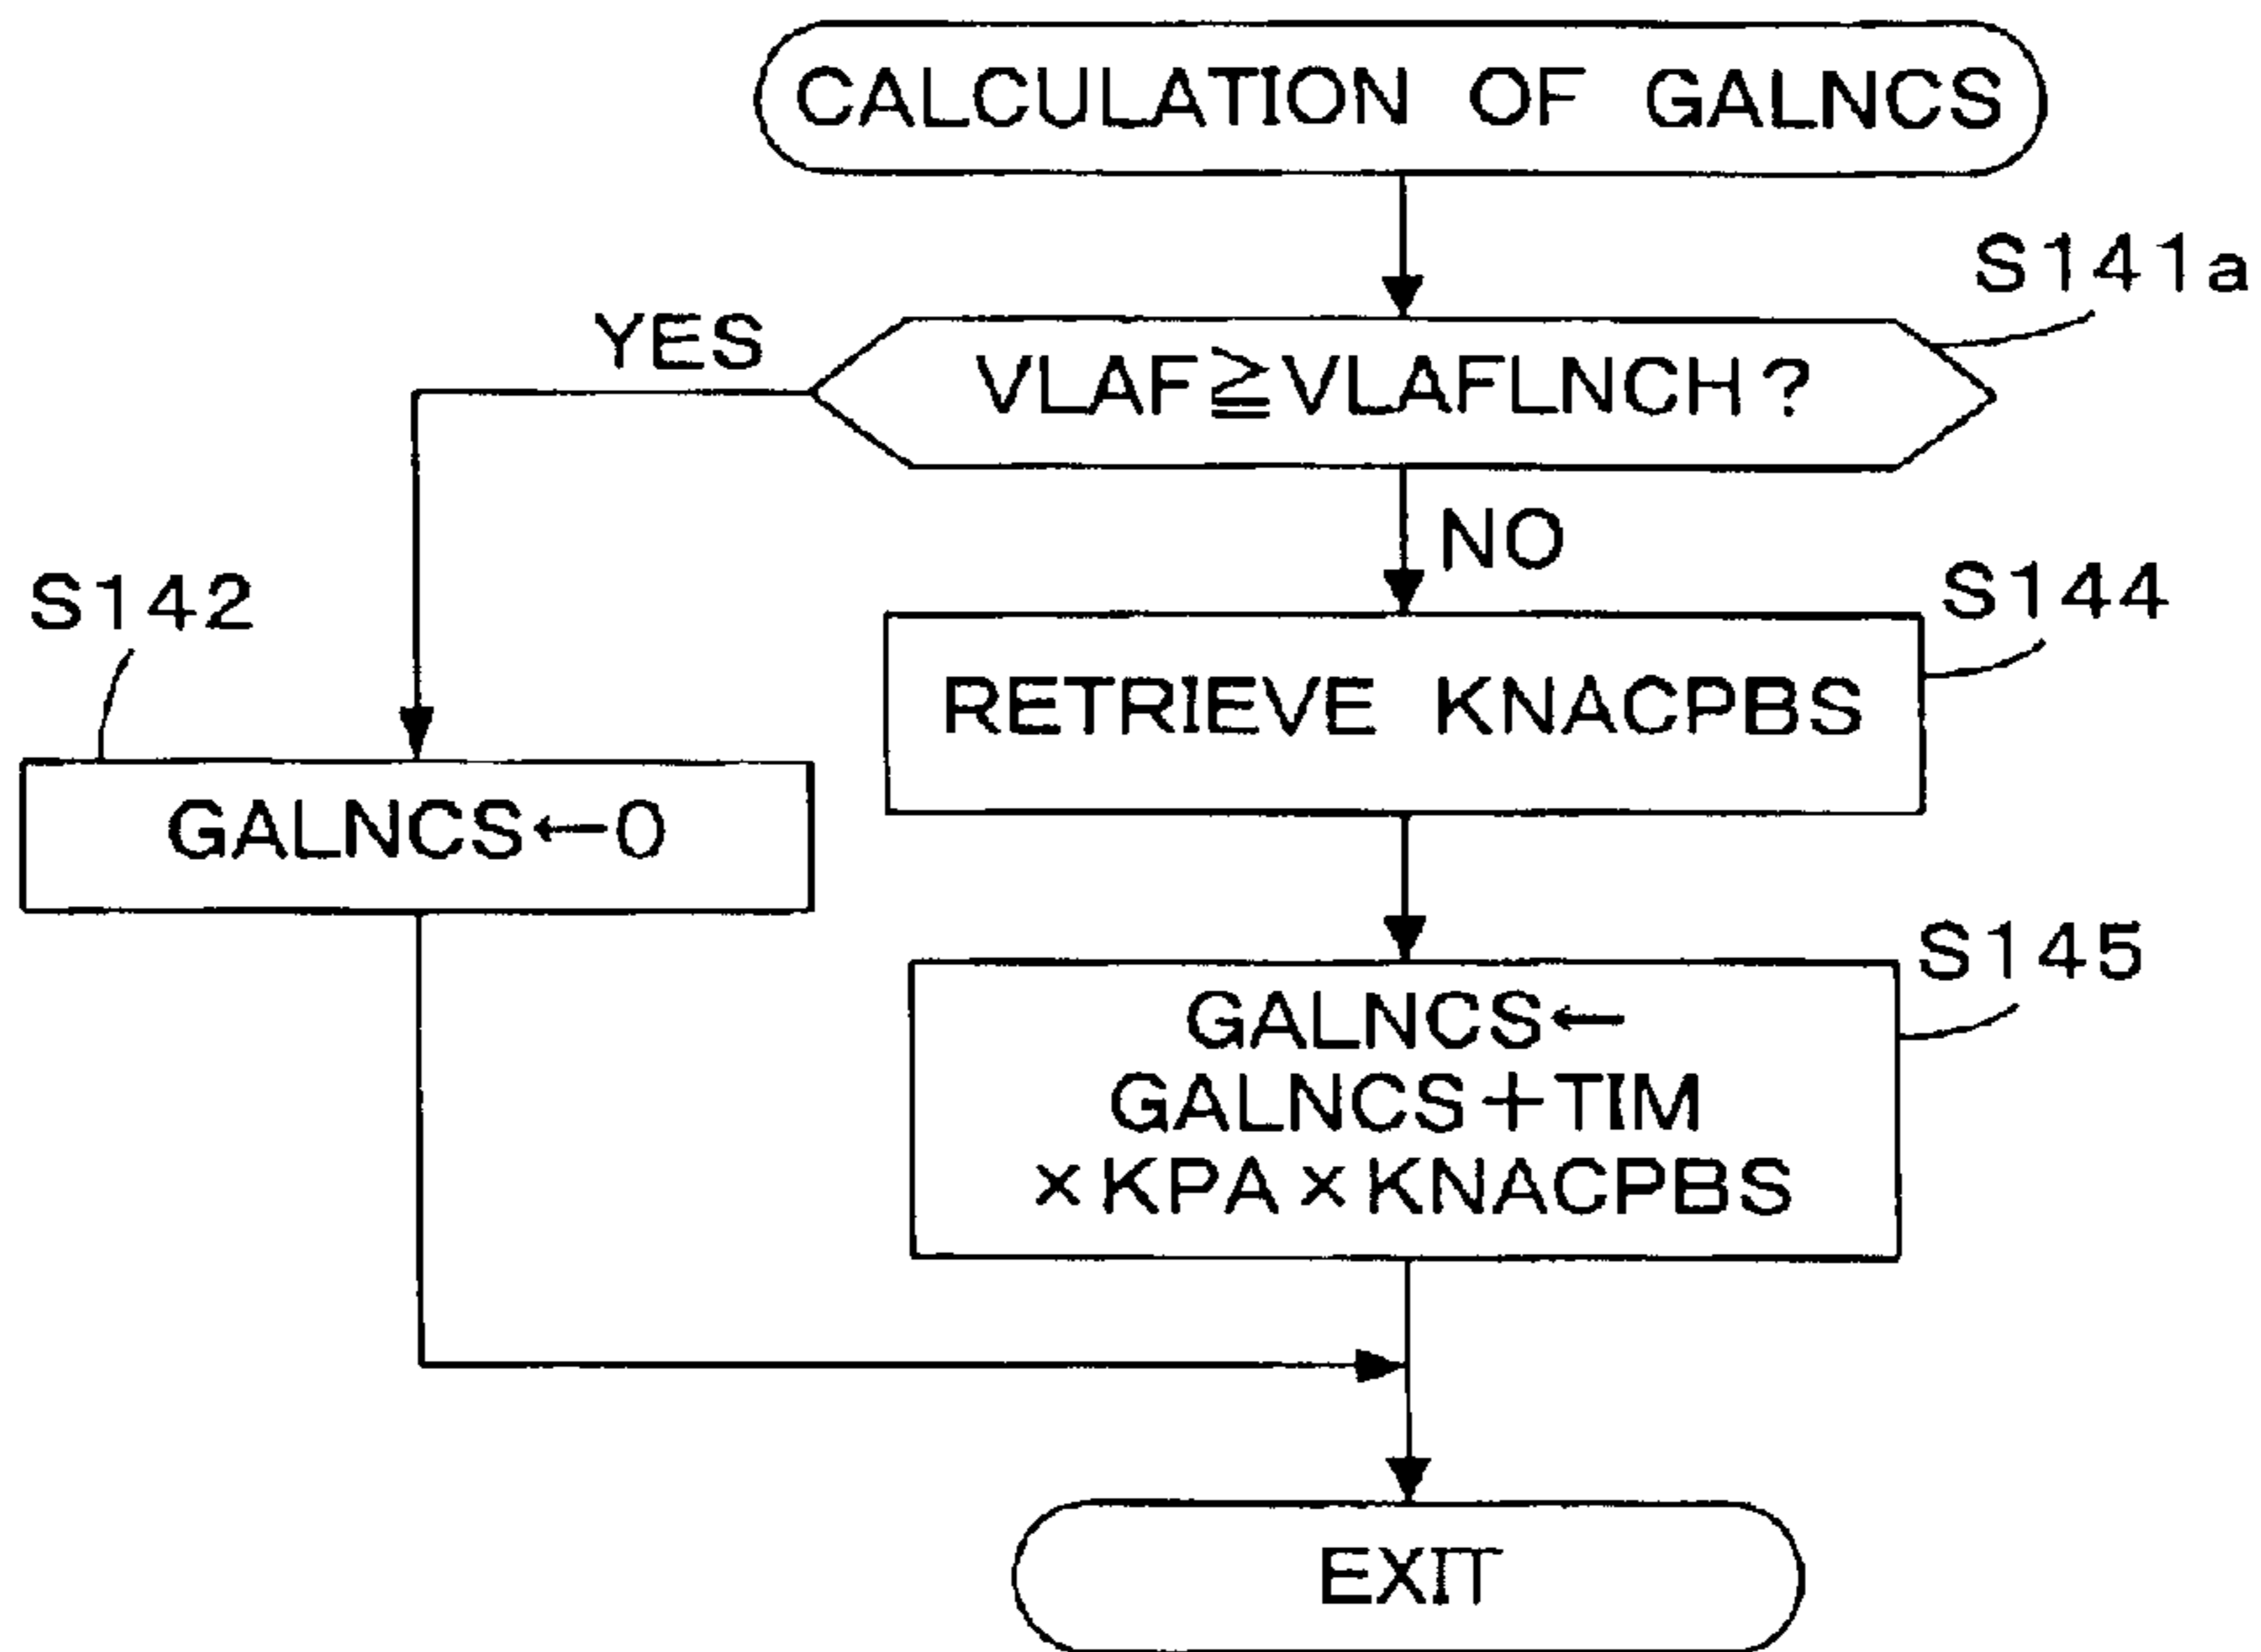 CALCULATION OF GALNCS
S141a
YES
VLAF≧VLAFLNCH?
NO
S142
S144
RETRIEVE KNACPBS
GALNCS←0
S145
GALNCS←
GALNCS+TIM
×KPA×KNACPBS
EXIT